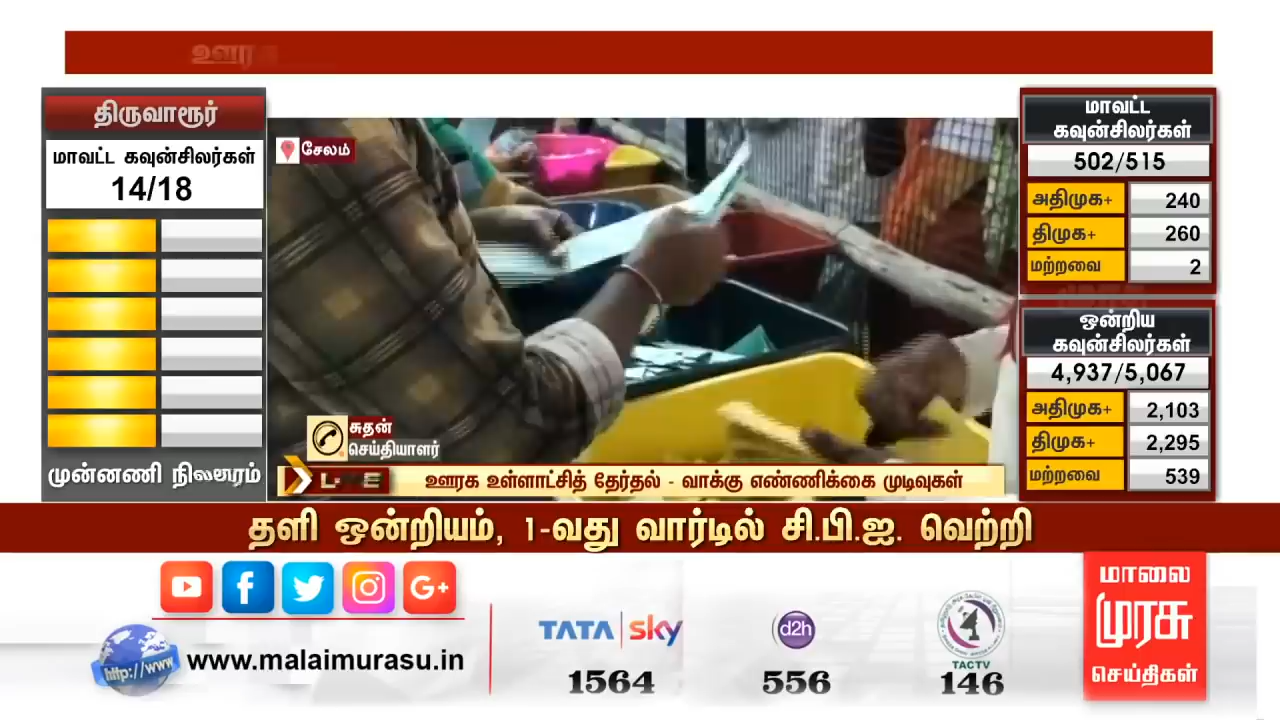 ஊரக
திருவாரூர்
மாவட்ட கவுன்சிலர்கள்
14/18
முன்னணி நிலவரம்
சேலம்
சுதன்
செய்தியாளர்
LIVE
ஊரக உள்ளாட்சித் தேர்தல் - வாக்கு எண்ணிக்கை முடிவுகள்
மாவட்ட
கவுன்சிலர்கள்
502/515
அதிமுக+ 240
திமுக+ 260
மற்றவை 2
ஒன்றிய
கவுன்சிலர்கள்
4,937/5,067
அதிமுக+ 2,103
திமுக+ 2,295
மற்றவை 539
தளி ஒன்றியம், 1-வது வார்டில் சி.பி.ஐ. வெற்றி
G+
http://www
www.malaimurasu.in
TATA sky
1564
d2h
556
TACTV
146
மாலை
முரசு
செய்திகள்